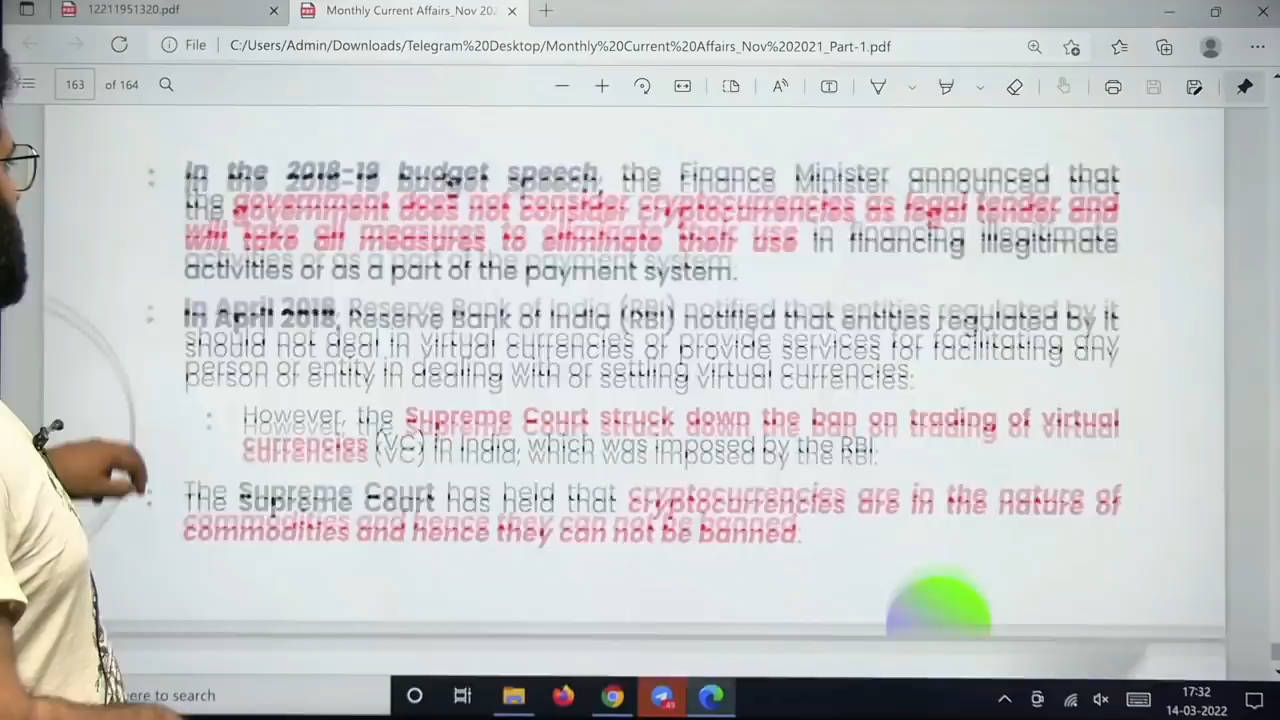 12211951320.pdf
Monthly Current Affairs_Nov 202
File
C:/Users/Admin/Downloads/Telegram%20Desktop/Monthly%20Current%20Affairs_Nov%202021_Part-1.pdf
163 of 164
In the 2018-19 budget speech, the Finance Minister announced that
the government does not consider cryptocurrencies as legal tender and
will take all measures to eliminate their use in financing illegitimate
activities or as a part of the payment system.
In April 2018, Reserve Bank of India (RBI) notified that entities regulated by it
should not deal in virtual currencies or provide services for facilitating any
person or entity in dealing with or settling virtual currencies.
However, the Supreme Court struck down the ban on trading of virtual
currencies (VC) in India, which was imposed by the RBI.
The Supreme Court has held that cryptocurrencies are in the nature of
commodities and hence they can not be banned.
ere to search
17:32
14-03-2022